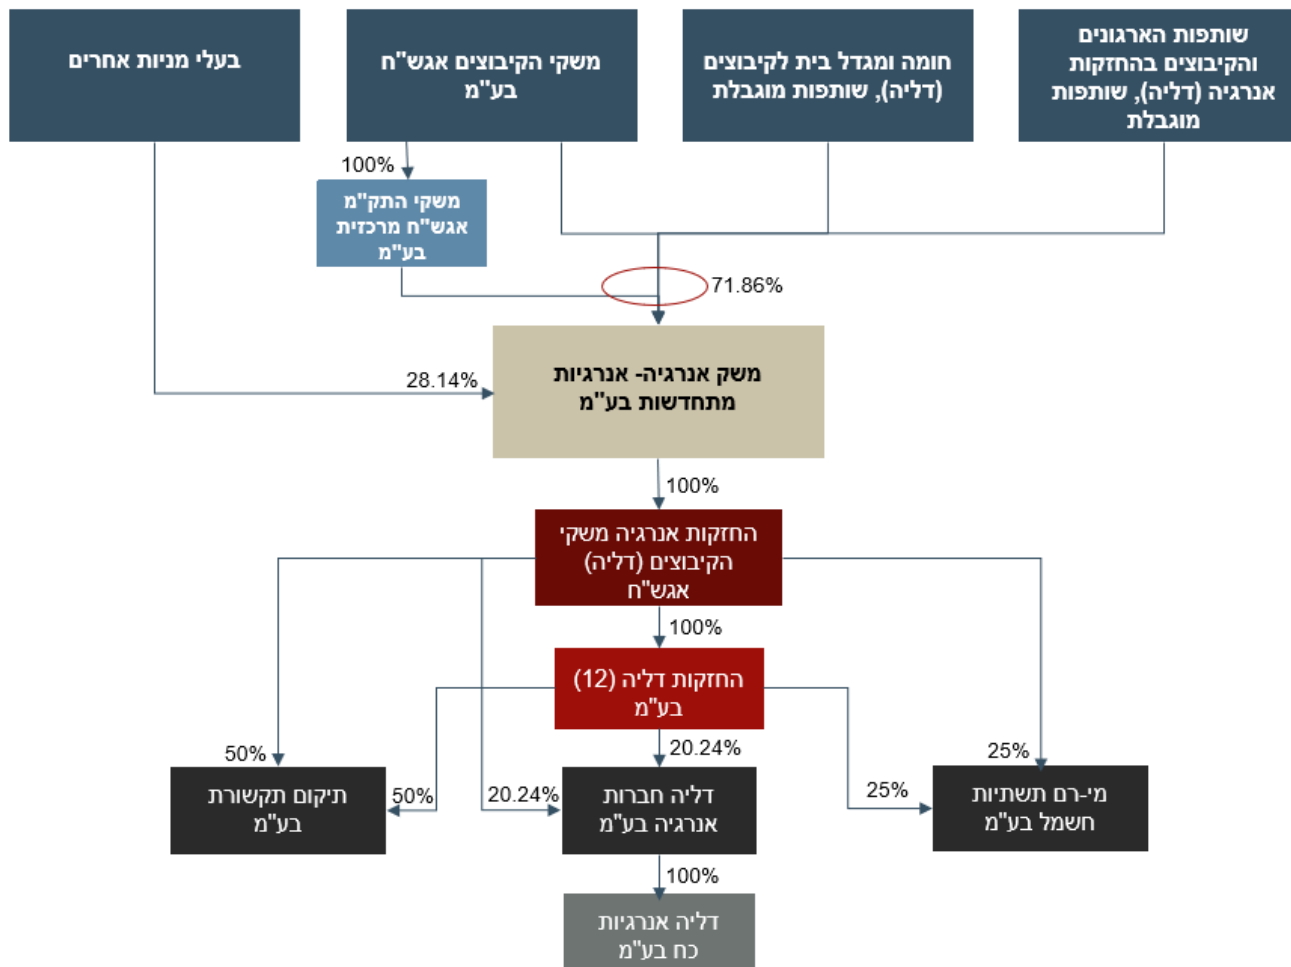 שותפות הארגונים
והקיבוצים בהחזקות
אנרגיה (דליה), שותפות
מוגבלת
חומה ומגדל בית לקיבוצים
(דליה), שותפות מוגבלת
משקי הקיבוצים אגש"ח
בע"מ
בעלי מניות אחרים
100%
משקי התק"מ
אגש"ח מרכזית
בע"מ
71.86%
28.14%
משק אנרגיה- אנרגיות
מתחדשות בע"מ
100%
החזקות אנרגיה משקי
הקיבוצים (דליה)
אגש"ח
100%
החזקות דליה (12)
בע"מ
25%
20.24%
50%
25%
20.24%
50%
מי-רם תשתיות
חשמל בע"מ
דליה חברות
אנרגיה בע"מ
תיקום תקשורת
בע"מ
100%
דליה אנרגיות
כח בע"מ